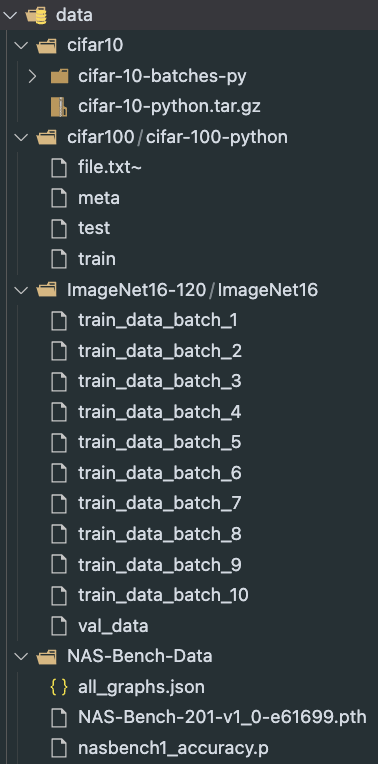 data
cifar10
cifar-10-batches-py
cifar-10-python.tar.gz
cifar100/cifar-100-python
file.txt~
meta
test
train
ImageNet16-120/ImageNet16
train_data_batch_1
train_data_batch_2
train_data_batch_3
train_data_batch_4
train_data_batch_5
train_data_batch_6
train_data_batch_7
train_data_batch_8
train_data_batch_9
train_data_batch_10
val_data
NAS-Bench-Data
{} all_graphs.json
NAS-Bench-201-v1_0-e61699.pth
nasbench1_accuracy.p